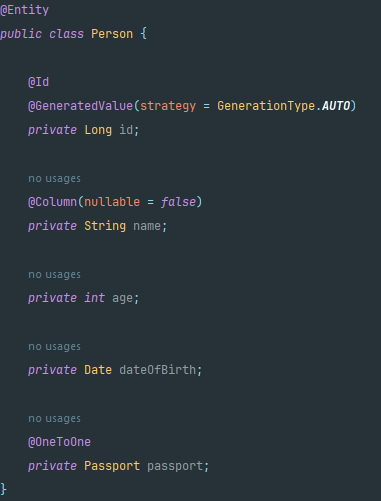 @Entity
public class Person {
@Id
@GeneratedValue(strategy = GenerationType.AUTO)
private Long id;
no usages
@Column(nullable = false)
private String name;
no usages
private int age;
no usages
private Date dateOfBirth;
no usages
@OneToOne
private Passport passport;
}